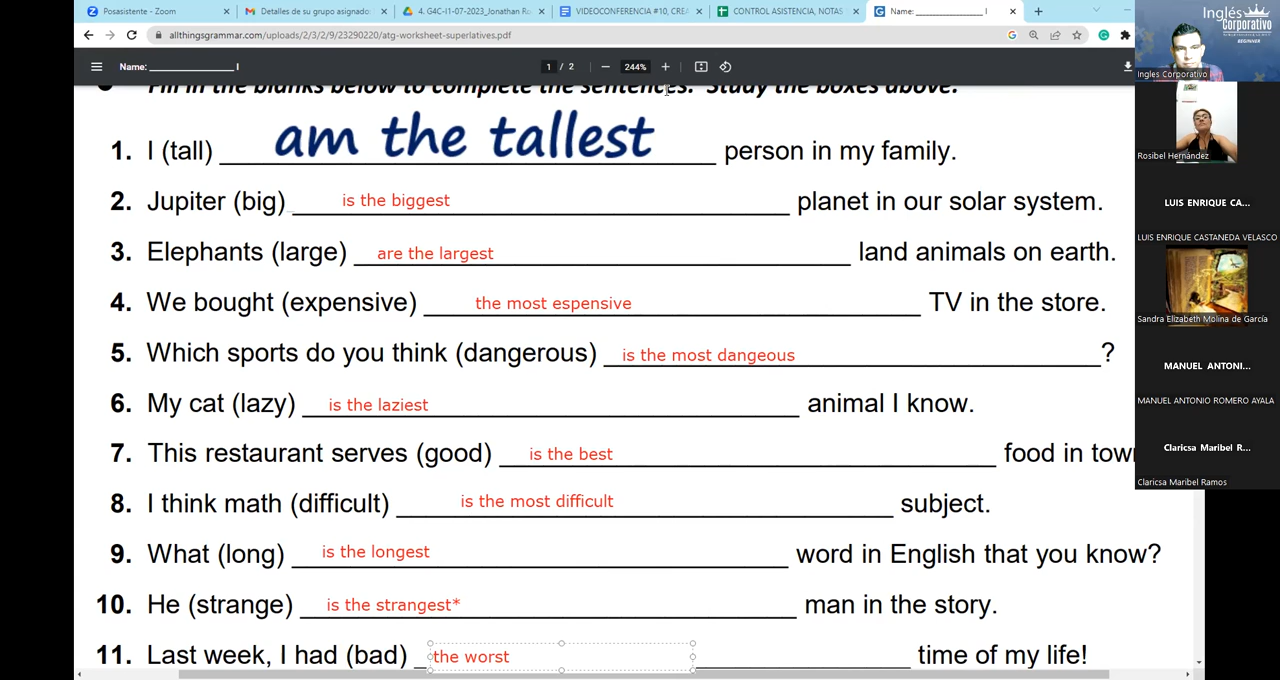 Posasistente - Zoom
Detalles de su grupo asignado
4. G4C-I1-07-2023_Jonathan Ro
VIDEOCONFERENCIA #10, CREA
CONTROL ASISTENCIA, NOTAS
Name: ________________ I
allthingsgrammar.com/uploads/2/3/2/9/23290220/atg-worksheet-superlatives.pdf
Name: ________________ I
1 / 2
244%
Fill in the blanks below to complete the sentences. Study the boxes above.
1. I (tall) am the tallest person in my family.
2. Jupiter (big) is the biggest planet in our solar system.
3. Elephants (large) are the largest land animals on earth.
4. We bought (expensive) the most espensive TV in the store.
5. Which sports do you think (dangerous) is the most dangeous ?
6. My cat (lazy) is the laziest animal I know.
7. This restaurant serves (good) is the best food in town
8. I think math (difficult) is the most difficult subject.
9. What (long) is the longest word in English that you know?
10. He (strange) is the strangest* man in the story.
11. Last week, I had (bad) the worst time of my life!
Inglés
Corporativo
BEGINNER
Ingles Corporativo
Rosibel Hernández
LUIS ENRIQUE CA...
LUIS ENRIQUE CASTANEDA VELASCO
Sandra Elizabeth Molina de García
MANUEL ANTONI...
MANUEL ANTONIO ROMERO AYALA
Claricsa Maribel R...
Claricsa Maribel Ramos